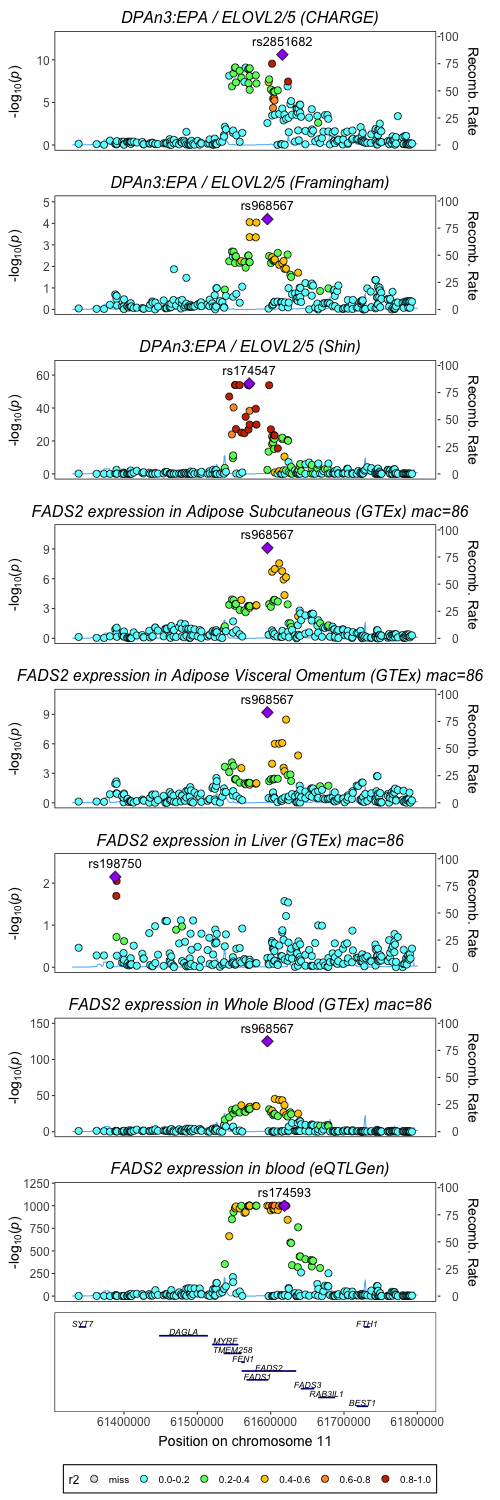 DPAn3:EPA / ELOVL2/5 (CHARGE)
rs2851682
10
5
0
100
75
50
25
0
-log10(p)
Recomb. Rate
DPAn3:EPA / ELOVL2/5 (Framingham)
rs968567
5
4
3
2
1
0
100
75
50
25
0
-log10(p)
Recomb. Rate
DPAn3:EPA / ELOVL2/5 (Shin)
rs174547
60
40
20
0
100
75
50
25
0
-log10(p)
Recomb. Rate
FADS2 expression in Adipose Subcutaneous (GTEx) mac=86
rs968567
9
6
3
0
100
75
50
25
0
-log10(p)
Recomb. Rate
FADS2 expression in Adipose Visceral Omentum (GTEx) mac=86
rs968567
9
6
3
0
100
75
50
25
0
-log10(p)
Recomb. Rate
FADS2 expression in Liver (GTEx) mac=86
rs198750
2
1
0
100
75
50
25
0
-log10(p)
Recomb. Rate
FADS2 expression in Whole Blood (GTEx) mac=86
rs968567
150
100
50
0
100
75
50
25
0
-log10(p)
Recomb. Rate
FADS2 expression in blood (eQTLGen)
rs174593
1250
1000
750
500
250
0
100
75
50
25
0
-log10(p)
Recomb. Rate
SYT7
FTH1
DAGLA
MYRF
TMEM258
FEN1
FADS2
FADS1
FADS3
RAB3IL1
BEST1
61400000 61500000 61600000 61700000 61800000
Position on chromosome 11
r2 miss 0.0-0.2 0.2-0.4 0.4-0.6 0.6-0.8 0.8-1.0